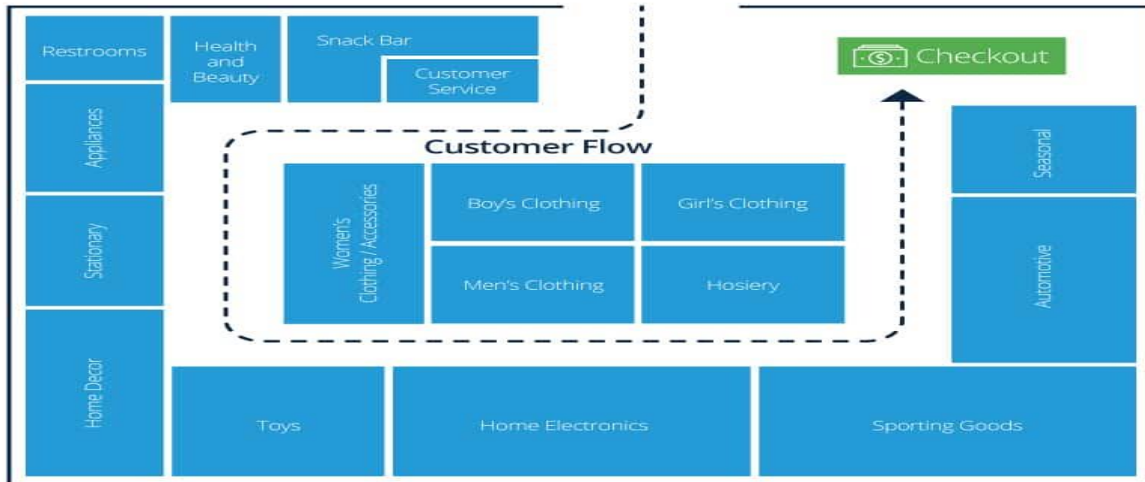 Restrooms
Health
and
Beauty
Snack Bar
Customer
Service
$ Checkout
Appliances
Customer Flow
Seasonal
Women's
Clothing / Accessories
Boy's Clothing
Girl's Clothing
Stationary
Men's Clothing
Hosiery
Automotive
Home Decor
Toys
Home Electronics
Sporting Goods